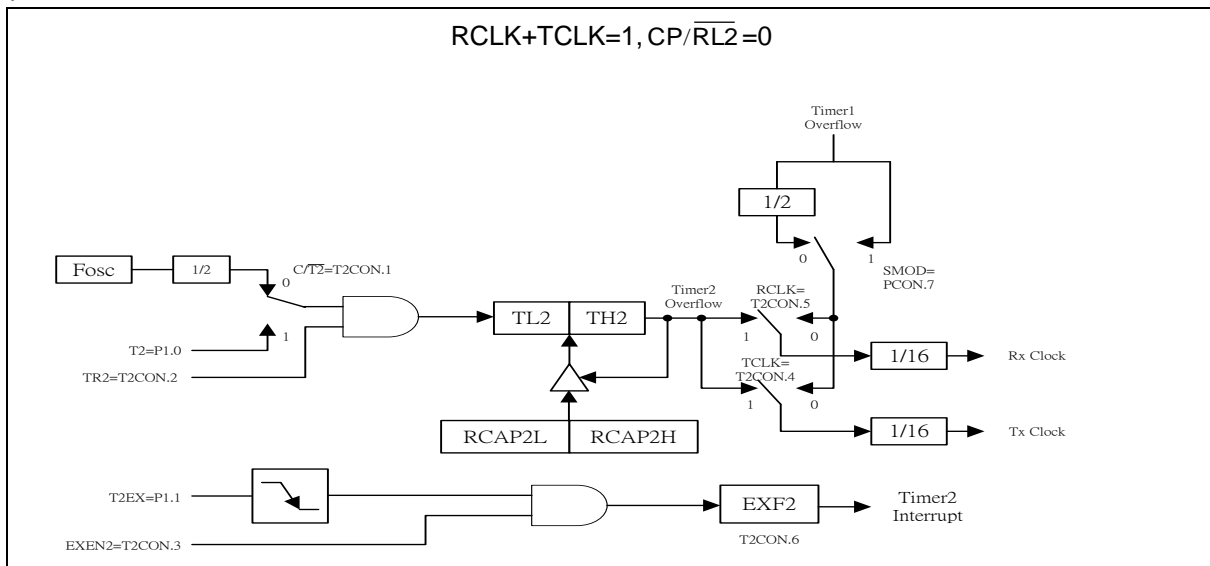 RCLK+TCLK=1, CP/RL2=0
Timer1
Overflow
1/2
0
1
SMOD=
PCON.7
Fosc
1/2
C/T2=T2CON.1
0
1
T2=P1.0
TR2=T2CON.2
TL2
TH2
Timer2
Overflow
RCLK=
T2CON.5
1
0
1/16
Rx Clock
TCLK=
T2CON.4
1
0
1/16
Tx Clock
RCAP2L
RCAP2H
T2EX=P1.1
EXEN2=T2CON.3
EXF2
T2CON.6
Timer2
Interrupt